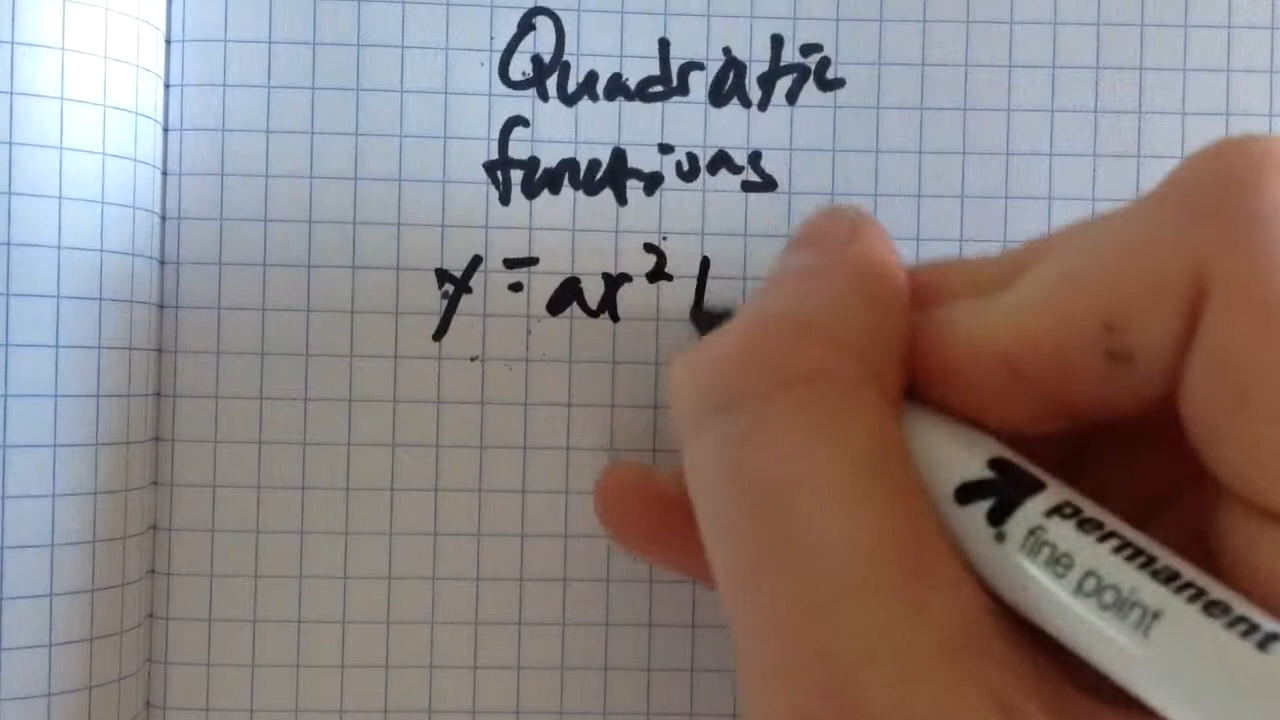 Quadratic
functions
y = ax² b
permanent
fine point